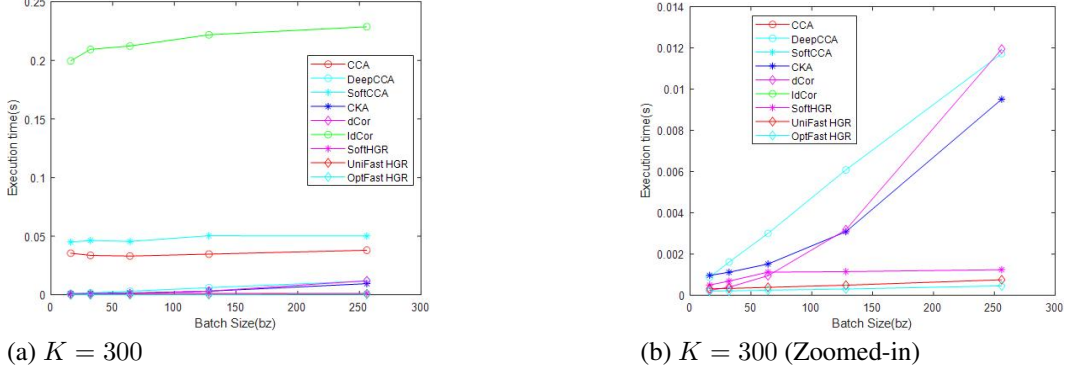 0.25
0.2
0.15
0.1
0.05
0
Execution time(s)
0 50 100 150 200 250 300
Batch Size(bz)
CCA
DeepCCA
SoftCCA
CKA
dCor
ldCor
SoftHGR
UniFast HGR
OptFast HGR
(a) K = 300
0.014
0.012
0.01
0.008
0.006
0.004
0.002
0
Execution time(s)
0 50 100 150 200 250 300
Batch Size(bz)
CCA
DeepCCA
SoftCCA
CKA
dCor
ldCor
SoftHGR
UniFast HGR
OptFast HGR
(b) K = 300 (Zoomed-in)